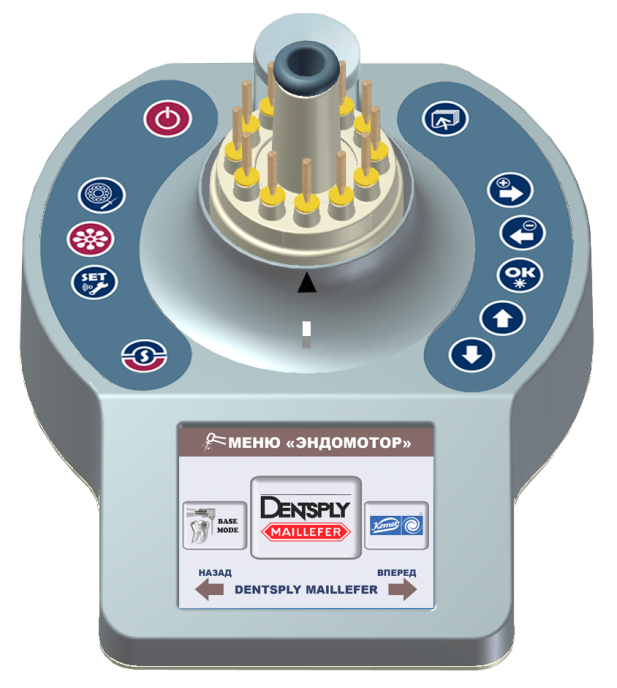 SET
S
OK
МЕНЮ «ЭНДОМОТОР»
BASE
MODE
DENTSPLY
MAILLEFER
Komet
НАЗАД
ВПЕРЕД
DENTSPLY MAILLEFER